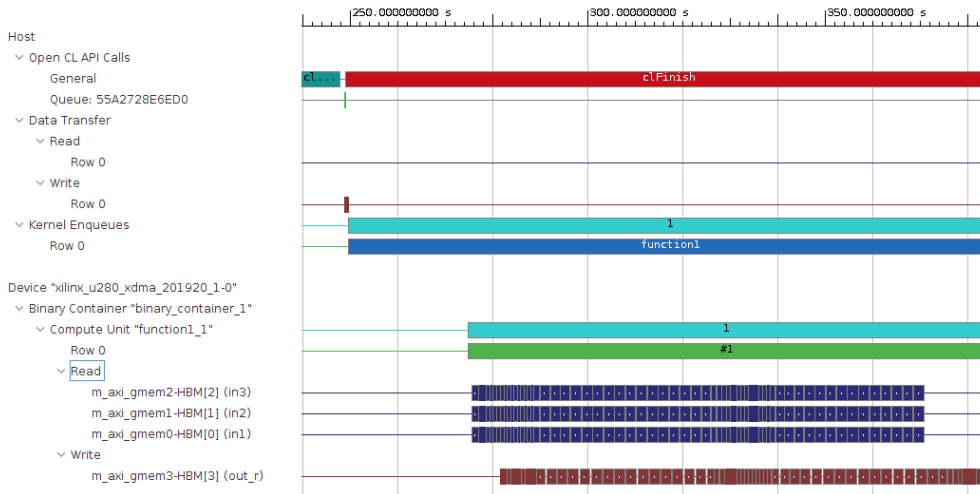 250.000000000 s 300.000000000 s 350.000000000 s
Host
Open CL API Calls
General cl... clFinish
Queue: 55A2728E6ED0
Data Transfer
Read
Row 0
Write
Row 0
Kernel Enqueues 1
Row 0 function1
Device "xilinx_u280_xdma_201920_1-0"
Binary Container "binary_container_1"
Compute Unit "function1_1" 1
Row 0 #1
Read
m_axi_gmem2-HBM[2] (in3)
m_axi_gmem1-HBM[1] (in2)
m_axi_gmem0-HBM[0] (in1)
Write
m_axi_gmem3-HBM[3] (out_r)